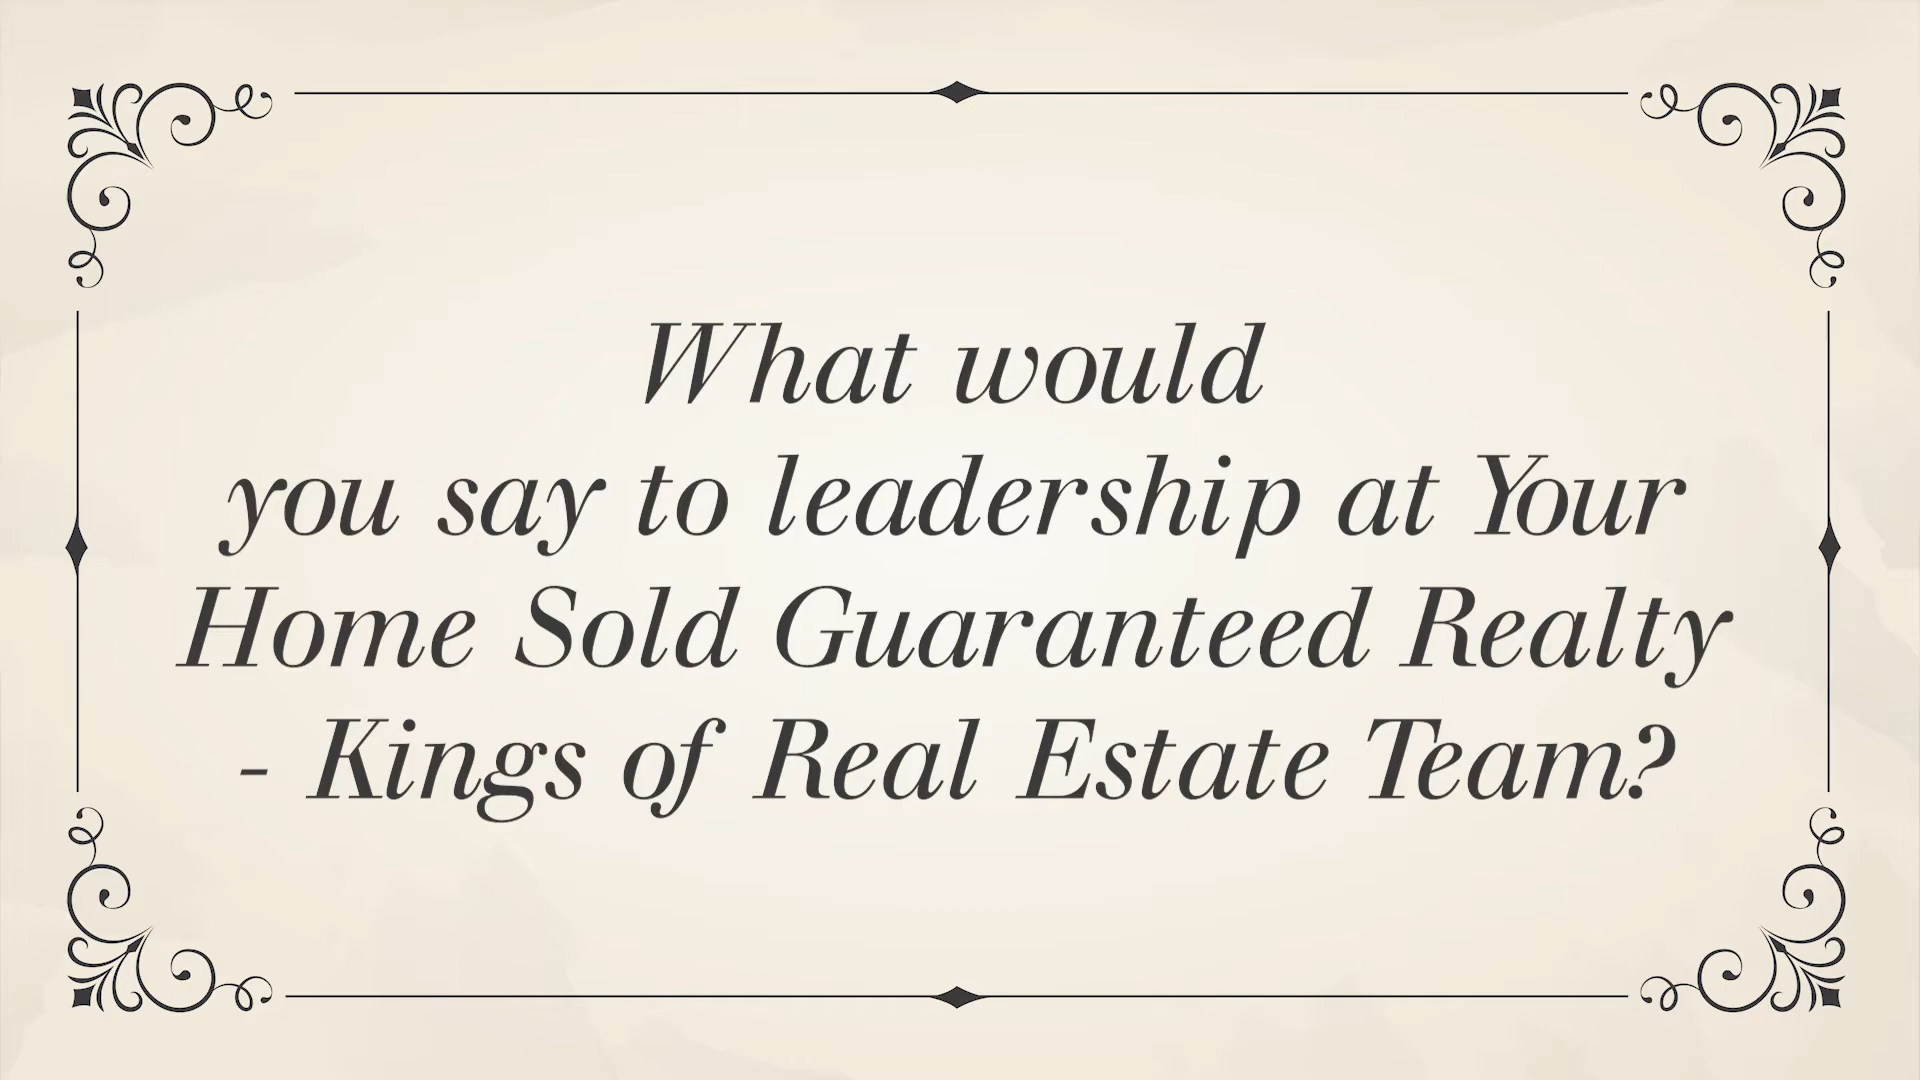 What would
you say to leadership at Your
Home Sold Guaranteed Realty
- Kings of Real Estate Team?